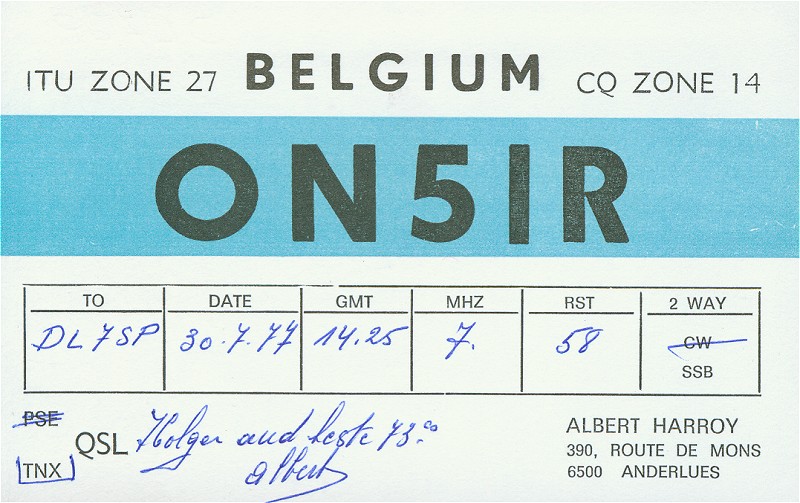 ITU ZONE 27 BELGIUM CQ ZONE 14
ON5IR
TO DATE GMT MHZ RST 2 WAY
DL7SP 30.7.77 14.25 7. 58 CW
SSB
PSE
QSL Holger and beste 73.
TNX
Albert
ALBERT HARROY
390, ROUTE DE MONS
6500 ANDERLUES